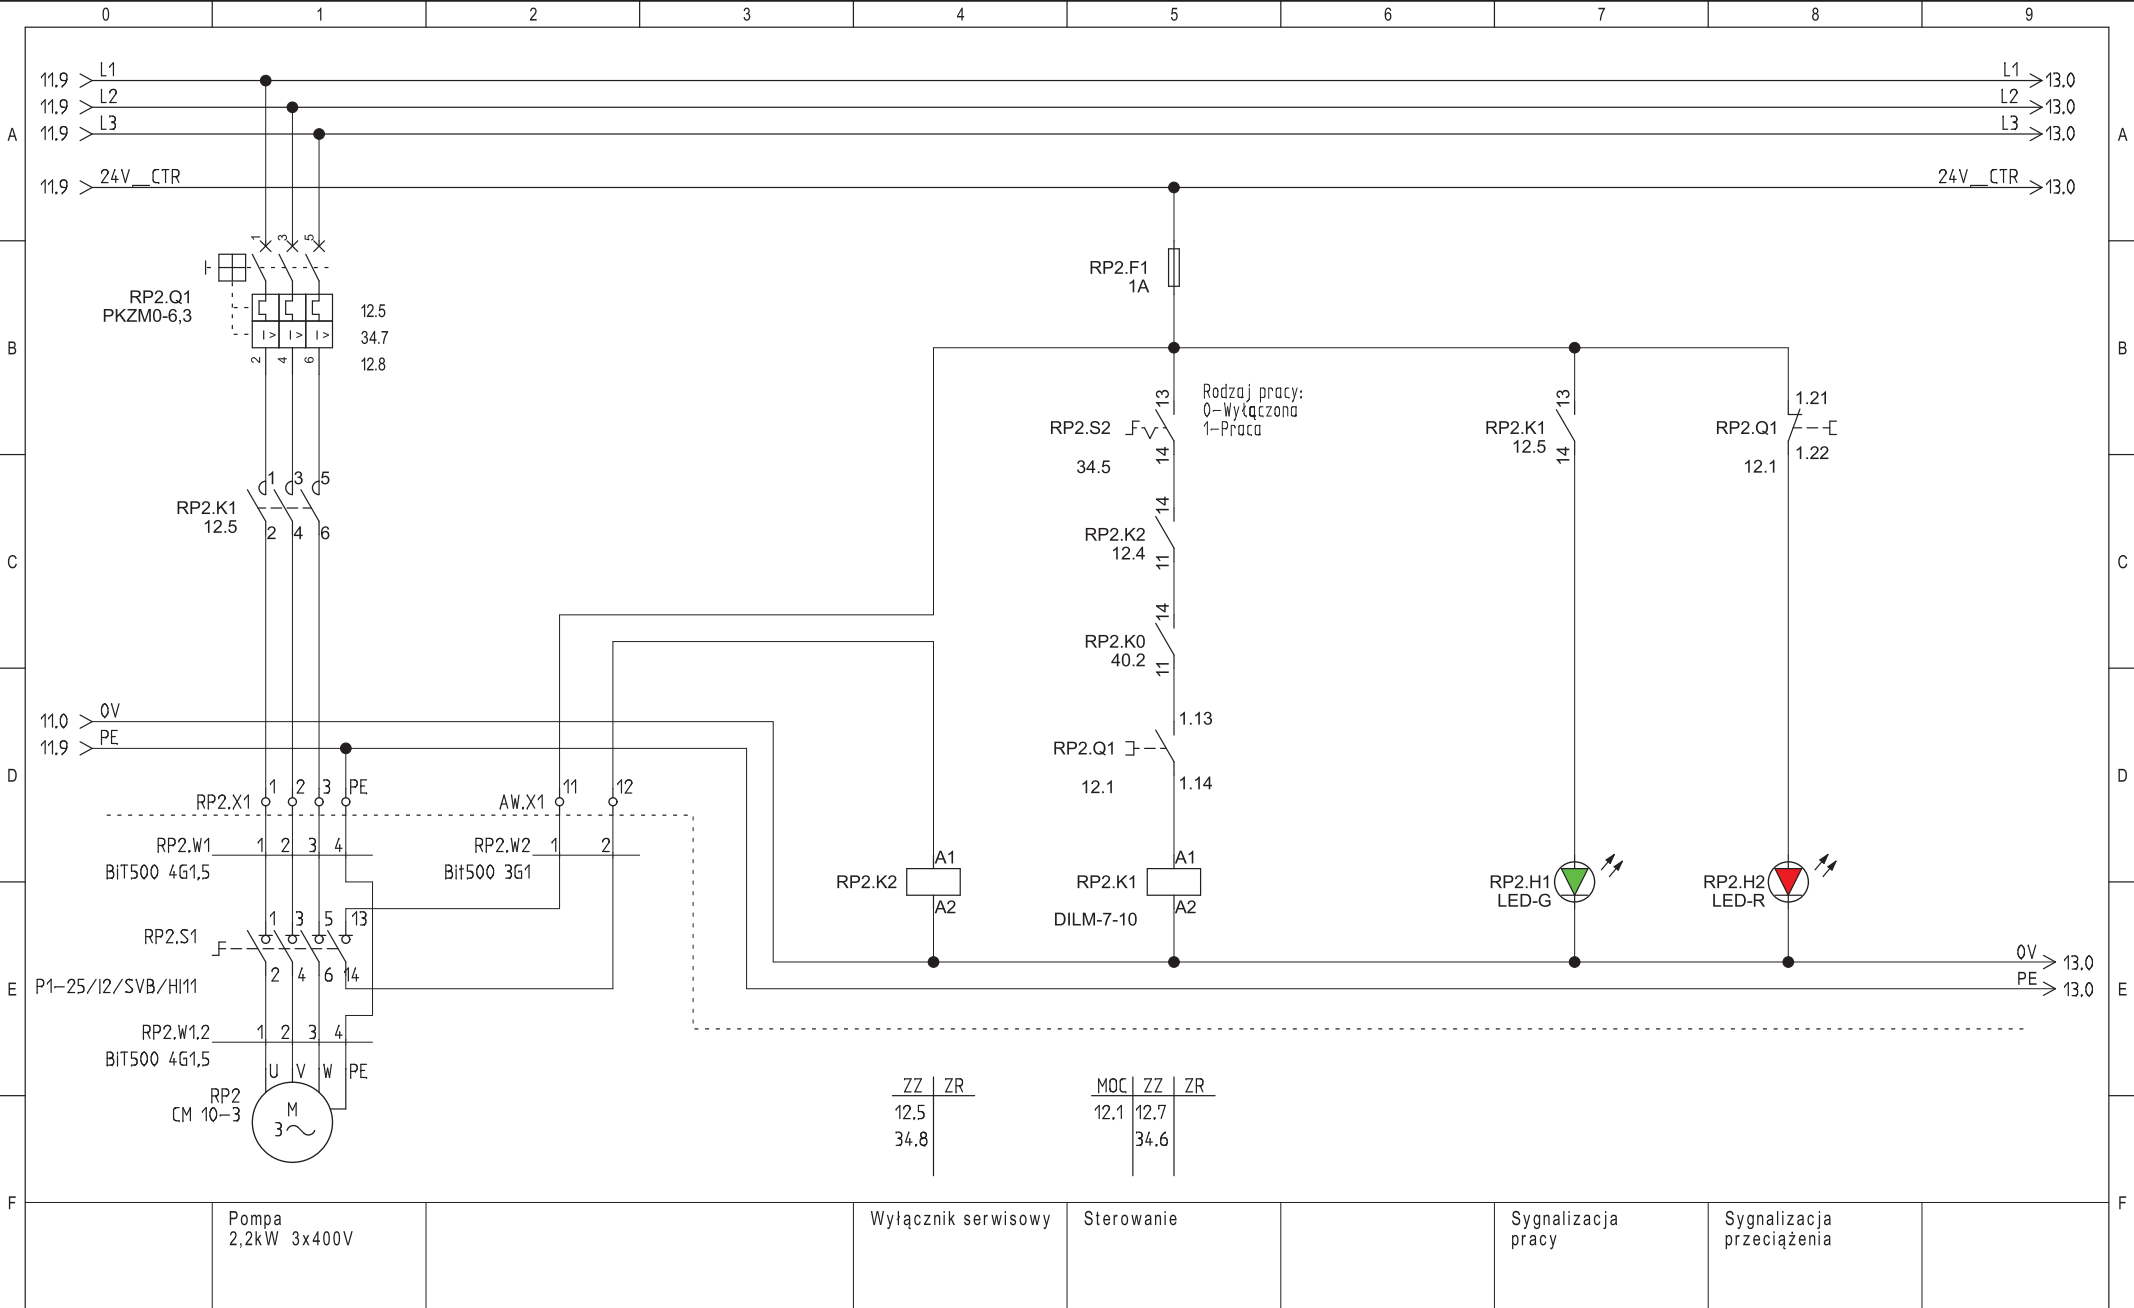 0 1 2 3 4 5 6 7 8 9
11.9 L1 L1 13.0
11.9 L2 L2 13.0
A 11.9 L3 L3 13.0 A
11.9 24V_CTR 24V_CTR 13.0
1 3 5
RP2.Q1
PKZM0-6,3
12.5
34.7
12.8
I> I> I>
2 4 6
RP2.F1
1A
B B
13
RP2.S2
34.5
14
Rodzaj pracy:
0-Wyłączona
1-Praca
13
RP2.K1
12.5
14
1.21
RP2.Q1
12.1
1.22
1 3 5
RP2.K1
12.5
2 4 6
14
RP2.K2
12.4
11
C C
14
RP2.K0
40.2
11
11.0 0V
11.9 PE
1.13
RP2.Q1
12.1
1.14
D D
1 2 3 PE
RP2.X1
11 12
AW.X1
RP2.W1 1 2 3 4
BiT500 4G1,5
RP2.W2 1 2
Bit500 3G1
A1
RP2.K2
A2
A1
RP2.K1
A2
DILM-7-10
RP2.H1
LED-G
RP2.H2
LED-R
1 3 5 13
RP2.S1
2 4 6 14
P1-25/I2/SVB/HI11
0V 13.0
E PE 13.0 E
RP2.W1.2 1 2 3 4
BiT500 4G1,5
U V W PE
RP2
CM 10-3
M
3
ZZ ZR
12.5
34.8
MOC ZZ ZR
12.1 12.7
34.6
F F
Pompa
2,2kW 3x400V
Wyłącznik serwisowy
Sterowanie
Sygnalizacja
pracy
Sygnalizacja
przeciążenia